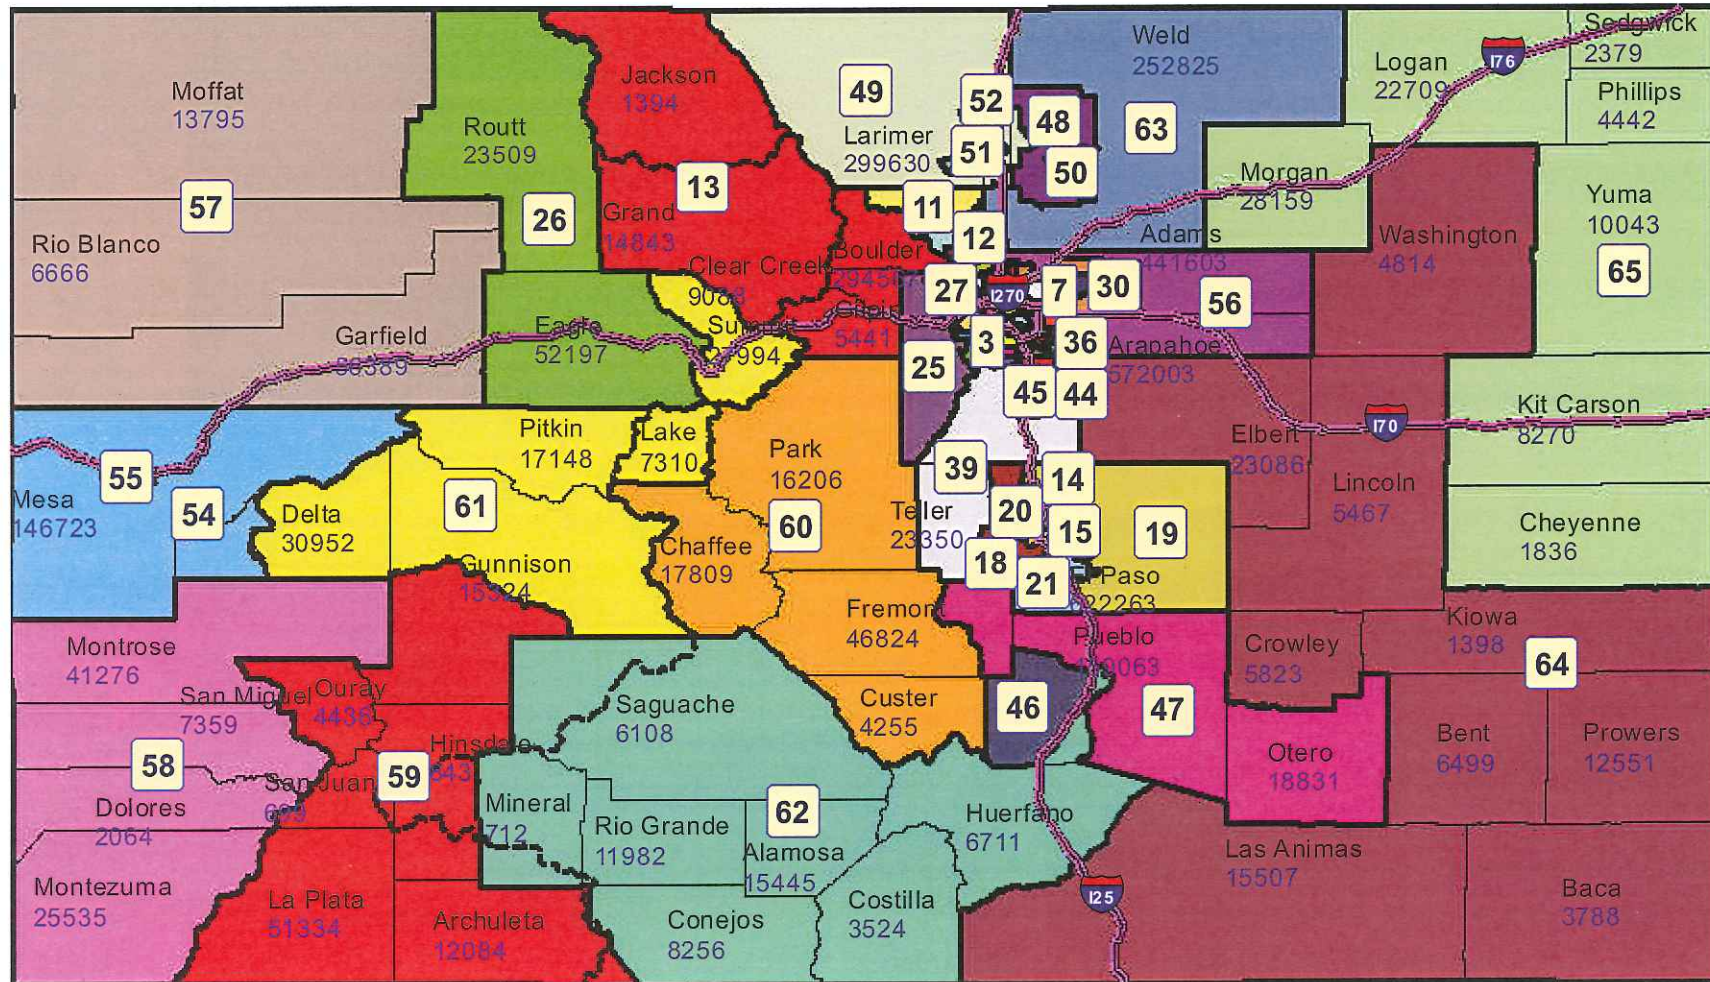 Moffat
13795
Routt
23509
Jackson
1394
49
Larimer
299630
52
51
48
50
Weld
252825
63
Logan
22709
I76
Sedgwick
2379
Phillips
4442
57
Rio Blanco
6666
26
13
Grand
14843
11
12
Morgan
28159
Washington
4814
Yuma
10043
65
Clear Creek
9088
Boulder
Adams
441603
27
I270
7
30
56
Garfield
56389
Eagle
52197
5441
25
3
36
Arapahoe
572003
45
44
I70
Kit Carson
8270
Mesa
146723
55
54
Delta
30952
61
Pitkin
17148
Lake
7310
Gunnison
15324
Chaffee
17809
Park
16206
60
Teller
23350
39
20
14
15
18
21
19
Elbert
23086
Lincoln
5467
Cheyenne
1836
Fremont
46824
Custer
4255
46
Pueblo
47
Crowley
5823
Kiowa
1398
64
Montrose
41276
San Miguel
7359
58
Ouray
4436
Hinsdale
59
San Juan
699
Dolores
2064
Montezuma
25535
Saguache
6108
Mineral
712
Rio Grande
11982
62
Alamosa
15445
Huerfano
6711
Otero
18831
Bent
6499
Prowers
12551
La Plata
51334
Archuleta
12084
Conejos
8256
Costilla
3524
Las Animas
15507
I25
Baca
3788